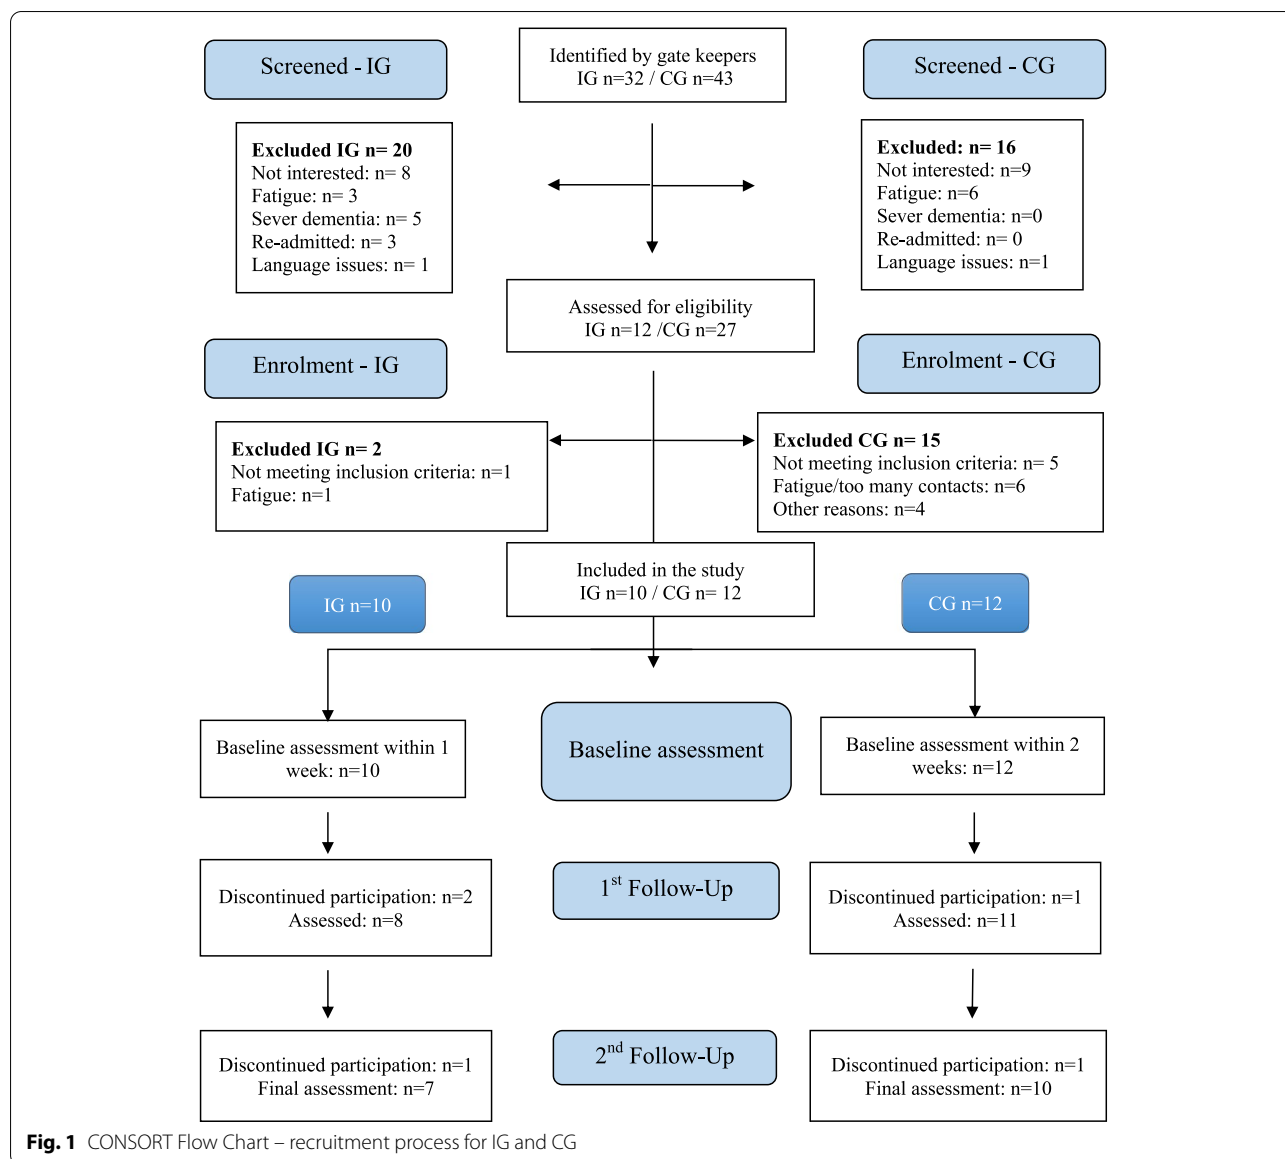 Screened - IG
Identified by gate keepers
IG n=32 / CG n=43
Screened - CG
Excluded IG n= 20
Not interested: n= 8
Fatigue: n= 3
Sever dementia: n= 5
Re-admitted: n= 3
Language issues: n= 1
Excluded: n= 16
Not interested: n=9
Fatigue: n=6
Sever dementia: n=0
Re-admitted: n= 0
Language issues: n=1
Assessed for eligibility
IG n=12 /CG n=27
Enrolment - IG
Enrolment - CG
Excluded IG n= 2
Not meeting inclusion criteria: n=1
Fatigue: n=1
Excluded CG n= 15
Not meeting inclusion criteria: n= 5
Fatigue/too many contacts: n=6
Other reasons: n=4
Included in the study
IG n=10 / CG n= 12
IG n=10
CG n=12
Baseline assessment within 1
week: n=10
Baseline assessment
Baseline assessment within 2
weeks: n=12
Discontinued participation: n=2
Assessed: n=8
1st Follow-Up
Discontinued participation: n=1
Assessed: n=11
Discontinued participation: n=1
Final assessment: n=7
2nd Follow-Up
Discontinued participation: n=1
Final assessment: n=10
Fig. 1 CONSORT Flow Chart – recruitment process for IG and CG